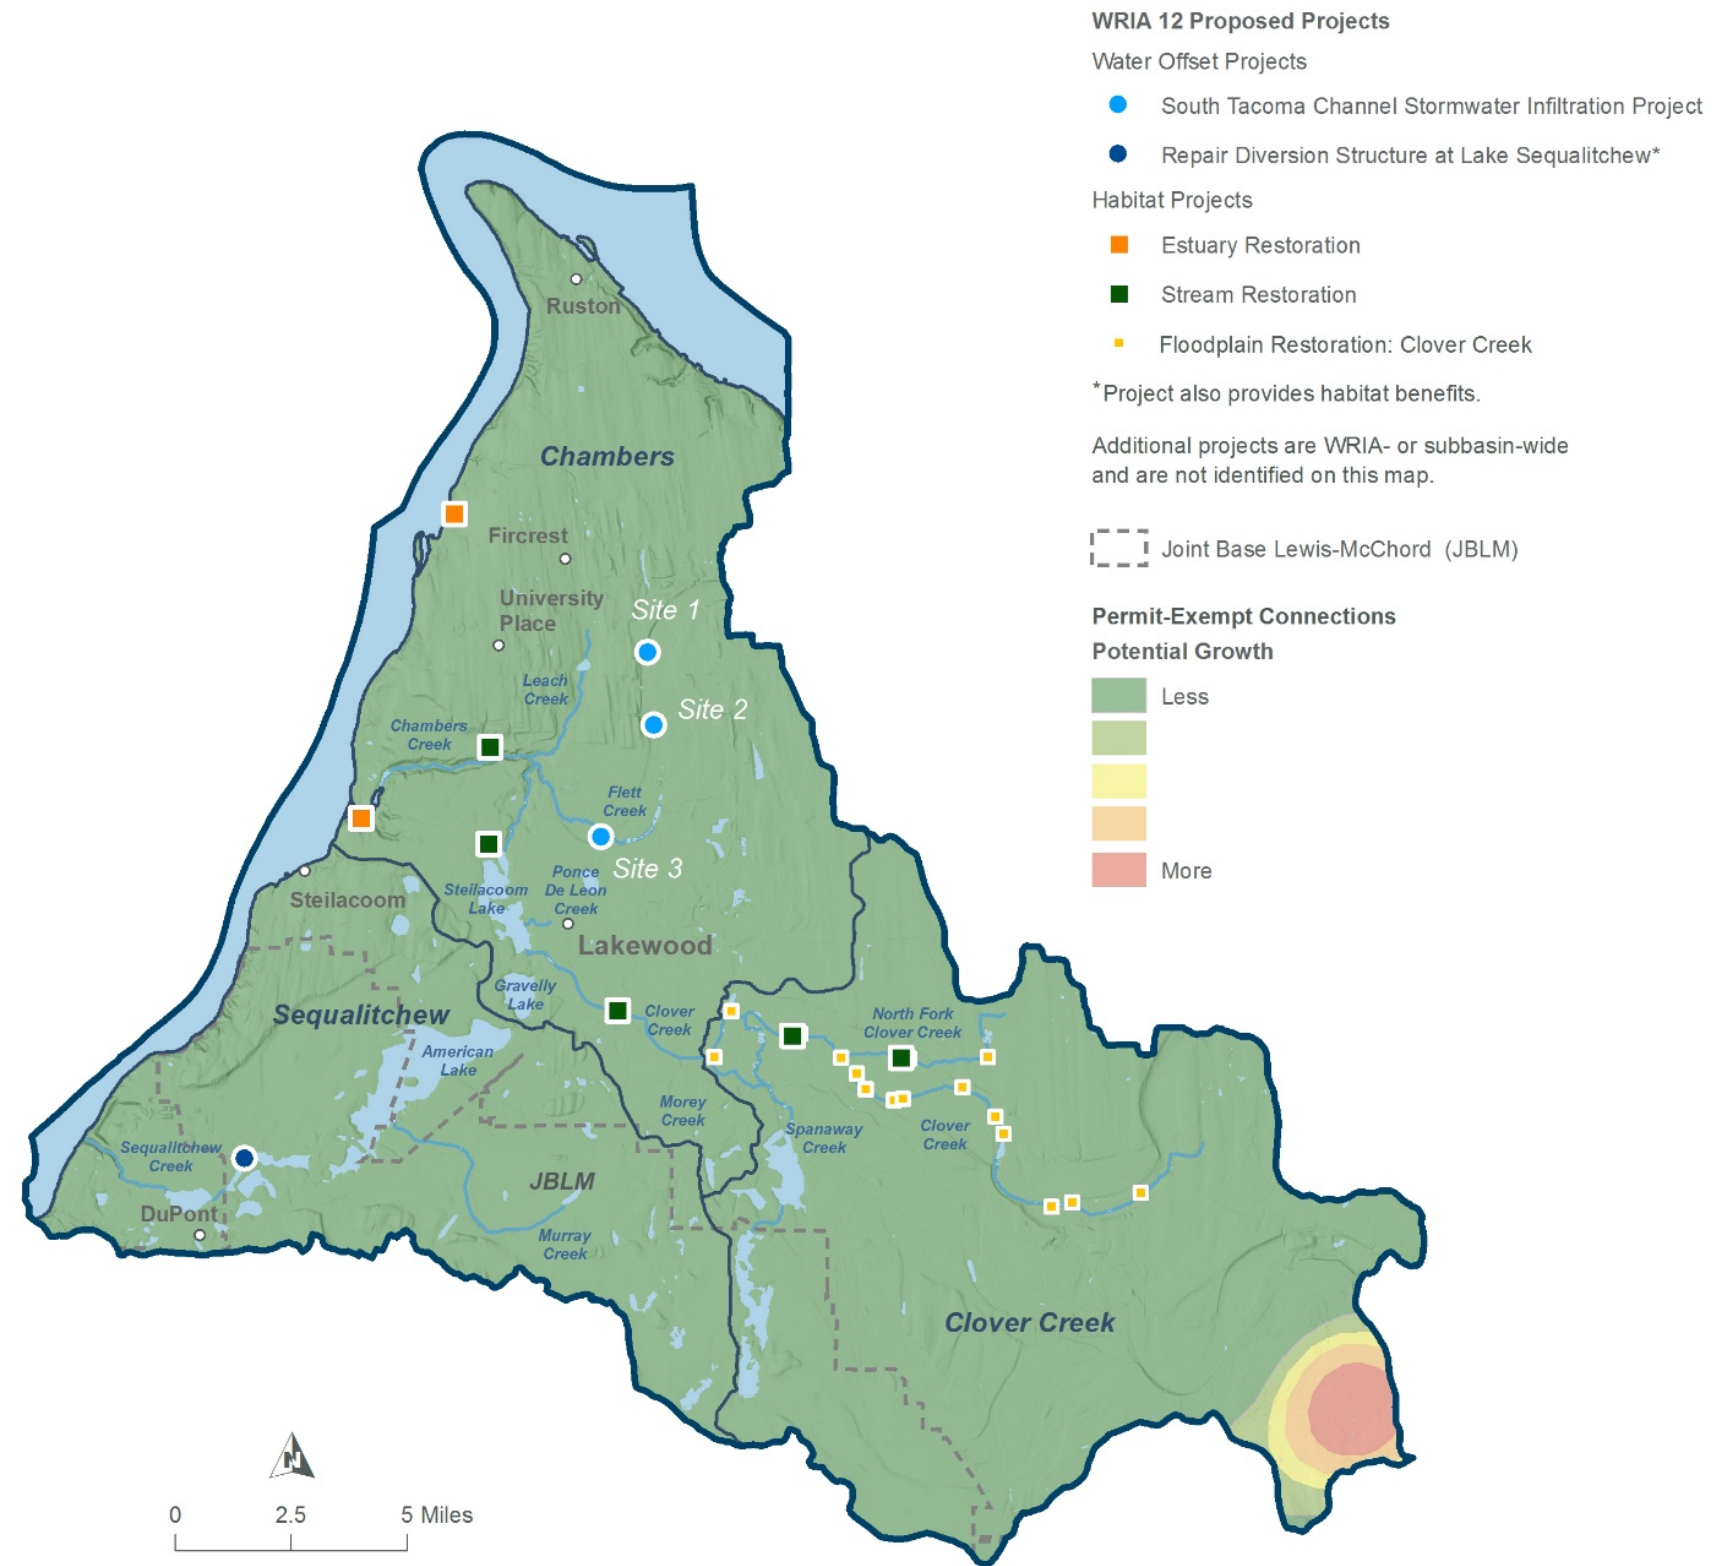 WRIA 12 Proposed Projects
Water Offset Projects
South Tacoma Channel Stormwater Infiltration Project
Repair Diversion Structure at Lake Sequalitchew*
Habitat Projects
Estuary Restoration
Stream Restoration
Floodplain Restoration: Clover Creek
*Project also provides habitat benefits.
Additional projects are WRIA- or subbasin-wide
and are not identified on this map.
Joint Base Lewis-McChord (JBLM)
Permit-Exempt Connections
Potential Growth
Less
More
Ruston
Chambers
Fircrest
University
Place
Site 1
Leach
Creek
Site 2
Chambers
Creek
Flett
Creek
Site 3
Ponce
De Leon
Creek
Steilacoom
Lake
Steilacoom
Lakewood
Gravelly
Lake
Clover
Creek
North Fork
Clover Creek
Sequalitchew
American
Lake
Morey
Creek
Spanaway
Creek
Clover
Creek
Sequalitchew
Creek
JBLM
DuPont
Murray
Creek
Clover Creek
N
0 2.5 5 Miles